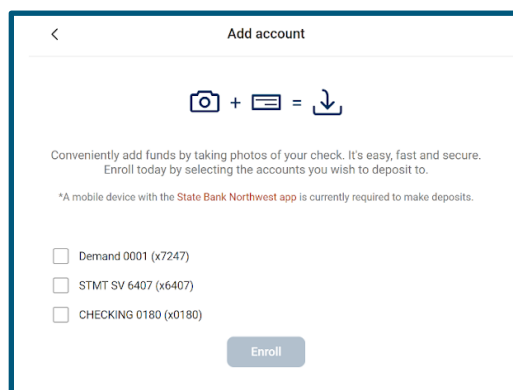 Add account
+ =
Conveniently add funds by taking photos of your check. It's easy, fast and secure.
Enroll today by selecting the accounts you wish to deposit to.
*A mobile device with the State Bank Northwest app is currently required to make deposits.
Demand 0001 (x7247)
STMT SV 6407 (x6407)
CHECKING 0180 (x0180)
Enroll